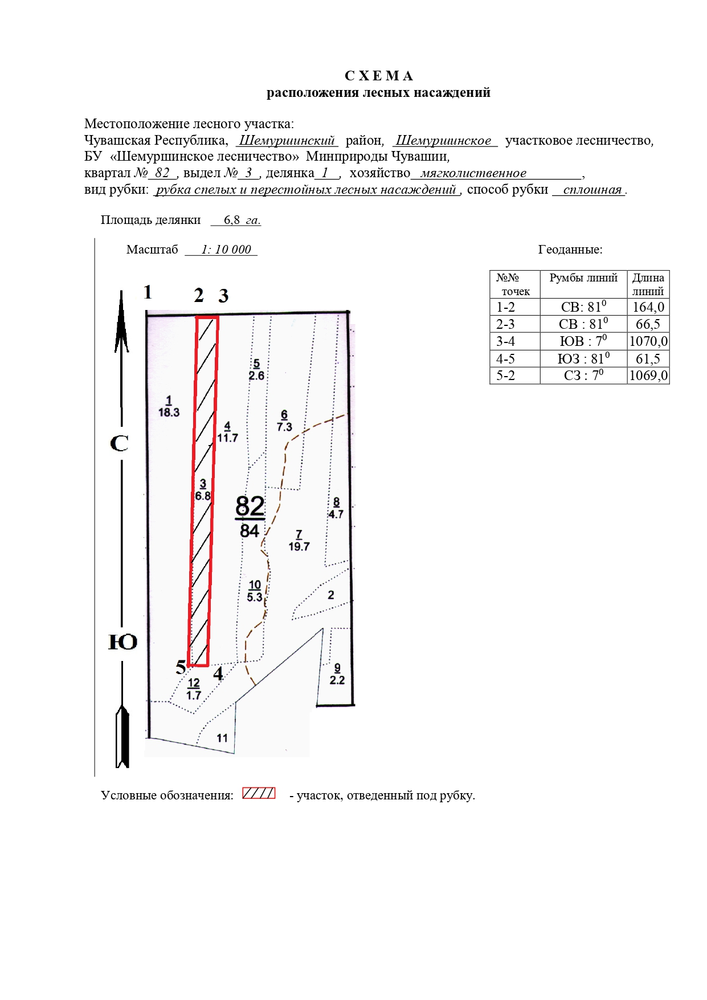 С Х Е М А
расположения лесных насаждений
Местоположение лесного участка:
Чувашская Республика, Шемуршинский район, Шемуршинское участковое лесничество,
БУ «Шемуршинское лесничество» Минприроды Чувашии,
квартал № 82 , выдел № 3 , делянка 1 , хозяйство мягколиственное ,
вид рубки: рубка спелых и перестойных лесных насаждений , способ рубки сплошная .
Площадь делянки 6,8 га.
Масштаб 1: 10 000
Геоданные:
№№ точек Румбы линий Длина линий
1-2 СВ: 81⁰ 164,0
2-3 СВ : 81⁰ 66,5
3-4 ЮВ : 7⁰ 1070,0
4-5 ЮЗ : 81⁰ 61,5
5-2 СЗ : 7⁰ 1069,0
1 2 3
С
Ю
1
18.3
5
2.6
4
11.7
6
7.3
3
6.8
82
84
8
4.7
7
19.7
10
5.3
2
5 4
12
1.7
9
2.2
11
Условные обозначения: - участок, отведенный под рубку.